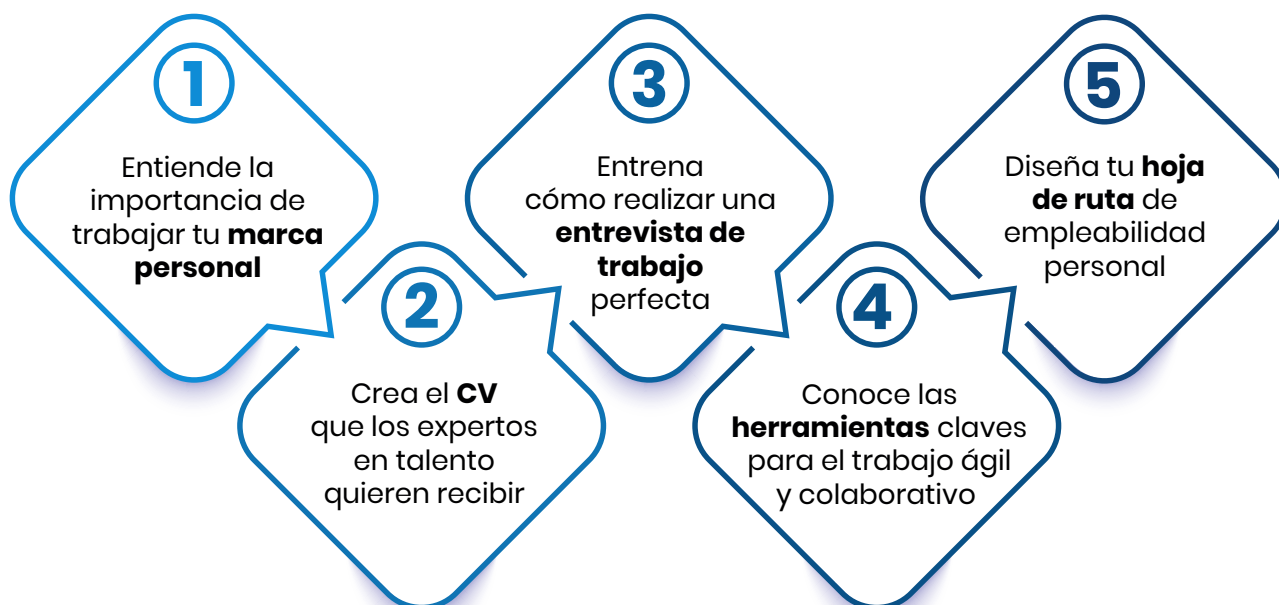 1
Entiende la
importancia de
trabajar tu marca
personal
2
Crea el CV
que los expertos
en talento
quieren recibir
3
Entrena
cómo realizar una
entrevista de
trabajo
perfecta
4
Conoce las
herramientas claves
para el trabajo ágil
y colaborativo
5
Diseña tu hoja
de ruta de
empleabilidad
personal